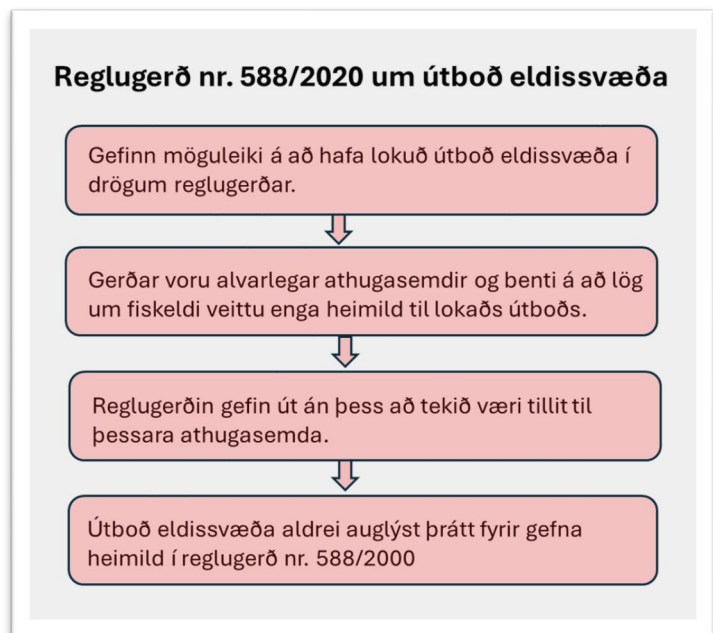 Reglugerð nr. 588/2020 um útboð eldissvæða
Gefinn möguleiki á að hafa lokuð útboð eldissvæða í
drögum reglugerðar.
Gerðar voru alvarlegar athugasemdir og benti á að lög
um fiskeldi veittu enga heimild til lokaðs útboðs.
Reglugerðin gefin út án þess að tekið væri tillit til
þessara athugasemda.
Útboð eldissvæða aldrei auglýst þrátt fyrir gefna
heimild í reglugerð nr. 588/2000